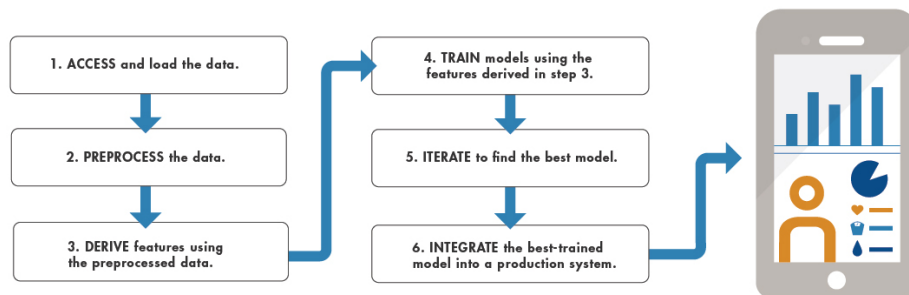 1. ACCESS and load the data.
2. PREPROCESS the data.
3. DERIVE features using
the preprocessed data.
4. TRAIN models using the
features derived in step 3.
5. ITERATE to find the best model.
6. INTEGRATE the best-trained
model into a production system.